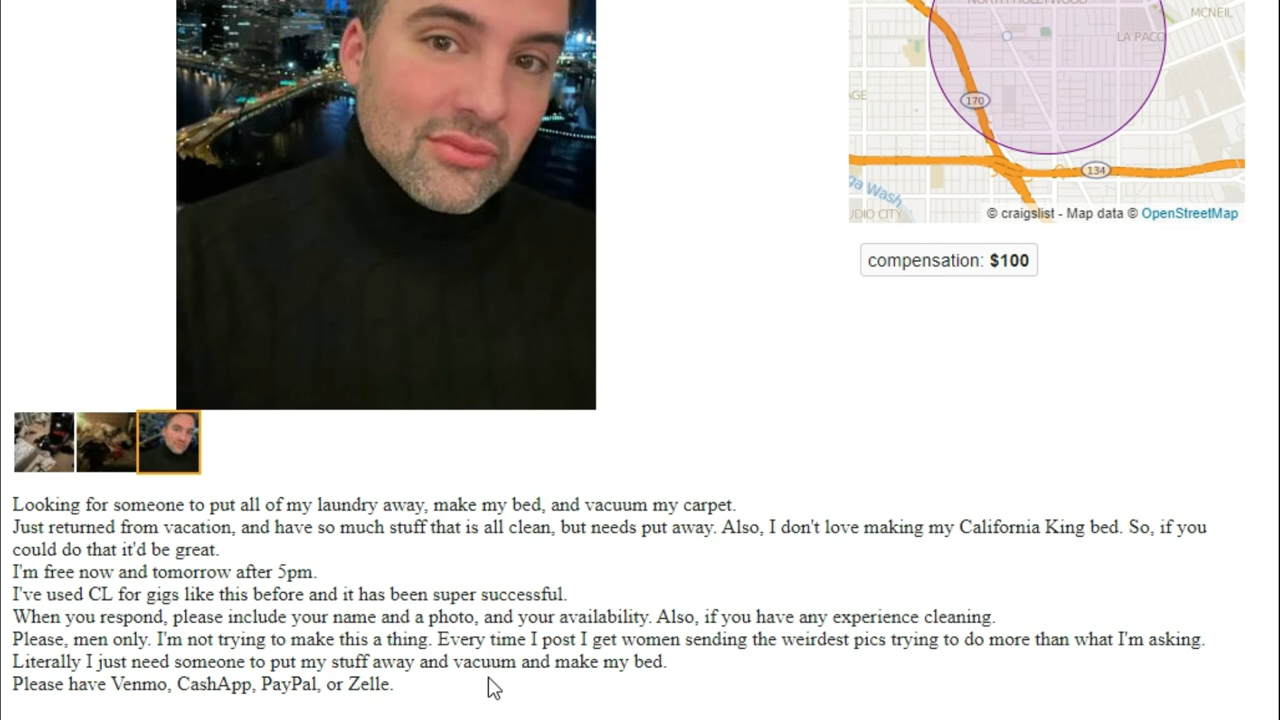 NORTH HOLLYWOOD
MCNEIL
LA PACO
170
134
ga Wash
UDIO CITY
© craigslist - Map data © OpenStreetMap
compensation: $100
Looking for someone to put all of my laundry away, make my bed, and vacuum my carpet.
Just returned from vacation, and have so much stuff that is all clean, but needs put away. Also, I don't love making my California King bed. So, if you
could do that it'd be great.
I'm free now and tomorrow after 5pm.
I've used CL for gigs like this before and it has been super successful.
When you respond, please include your name and a photo, and your availability. Also, if you have any experience cleaning.
Please, men only. I'm not trying to make this a thing. Every time I post I get women sending the weirdest pics trying to do more than what I'm asking.
Literally I just need someone to put my stuff away and vacuum and make my bed.
Please have Venmo, CashApp, PayPal, or Zelle.